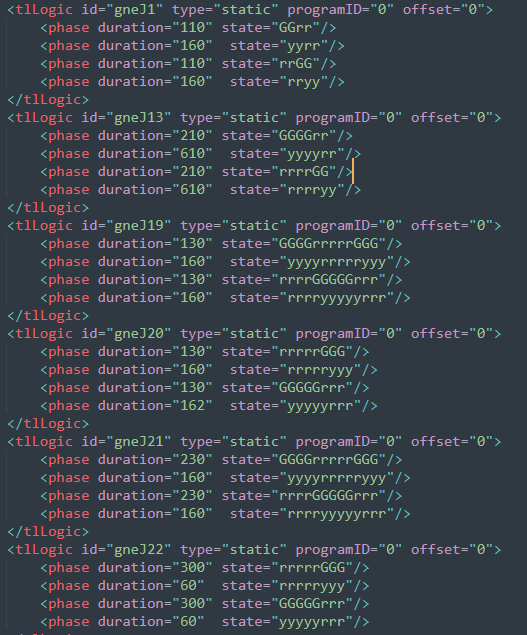 <tlLogic id="gneJ1" type="static" programID="0" offset="0">
    <phase duration="110" state="GGrr"/>
    <phase duration="160"  state="yyrr"/>
    <phase duration="110" state="rrGG"/>
    <phase duration="160"  state="rryy"/>
</tlLogic>
<tlLogic id="gneJ13" type="static" programID="0" offset="0">
    <phase duration="210" state="GGGGrr"/>
    <phase duration="610"  state="yyyyrr"/>
    <phase duration="210" state="rrrrGG"/>
    <phase duration="610"  state="rrrryy"/>
</tlLogic>
<tlLogic id="gneJ19" type="static" programID="0" offset="0">
    <phase duration="130" state="GGGGrrrrrGGG"/>
    <phase duration="160"  state="yyyyrrrrryyy"/>
    <phase duration="130" state="rrrrGGGGGrrr"/>
    <phase duration="160"  state="rrrryyyyyrrr"/>
</tlLogic>
<tlLogic id="gneJ20" type="static" programID="0" offset="0">
    <phase duration="130" state="rrrrrGGG"/>
    <phase duration="160"  state="rrrrryyy"/>
    <phase duration="130" state="GGGGGrrr"/>
    <phase duration="162"  state="yyyyyrrr"/>
</tlLogic>
<tlLogic id="gneJ21" type="static" programID="0" offset="0">
    <phase duration="230" state="GGGGrrrrrGGG"/>
    <phase duration="160"  state="yyyyrrrrryyy"/>
    <phase duration="230" state="rrrrGGGGGrrr"/>
    <phase duration="160"  state="rrrryyyyyrrr"/>
</tlLogic>
<tlLogic id="gneJ22" type="static" programID="0" offset="0">
    <phase duration="300" state="rrrrrGGG"/>
    <phase duration="60"  state="rrrrryyy"/>
    <phase duration="300" state="GGGGGrrr"/>
    <phase duration="60"  state="yyyyyrrr"/>